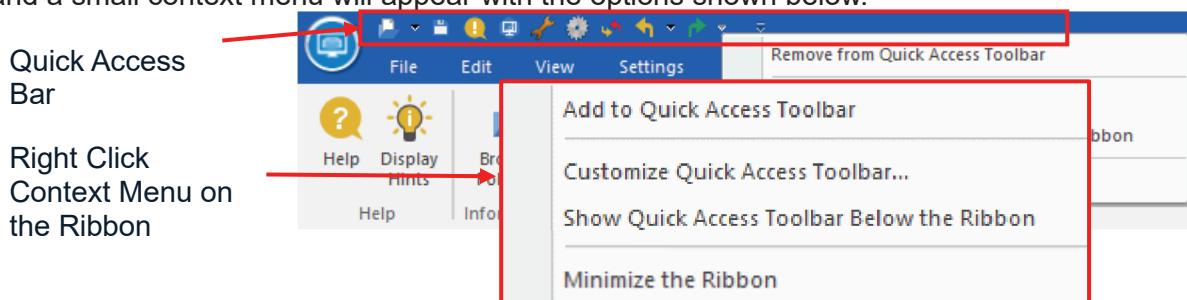 and a small context menu will appear with the options shown below.
Quick Access
Bar
File Edit View Settings
Remove from Quick Access Toolbar
Right Click
Context Menu on
the Ribbon
Help Display
Hints
Help
Add to Quick Access Toolbar
Customize Quick Access Toolbar...
Show Quick Access Toolbar Below the Ribbon
Minimize the Ribbon